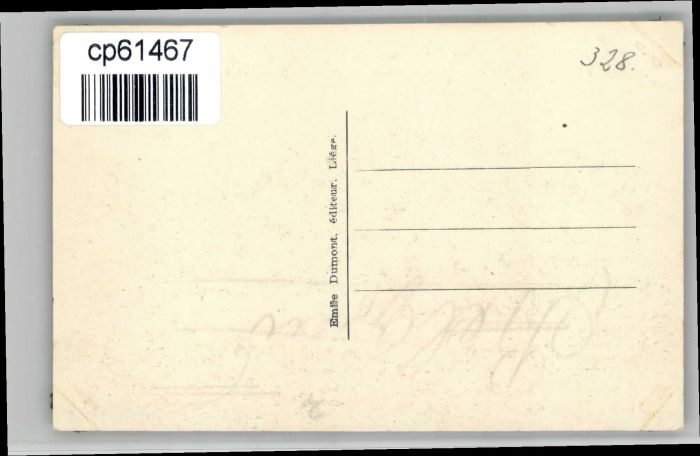 cp61467
328.
Emile Dumont, éditeur. Liége.